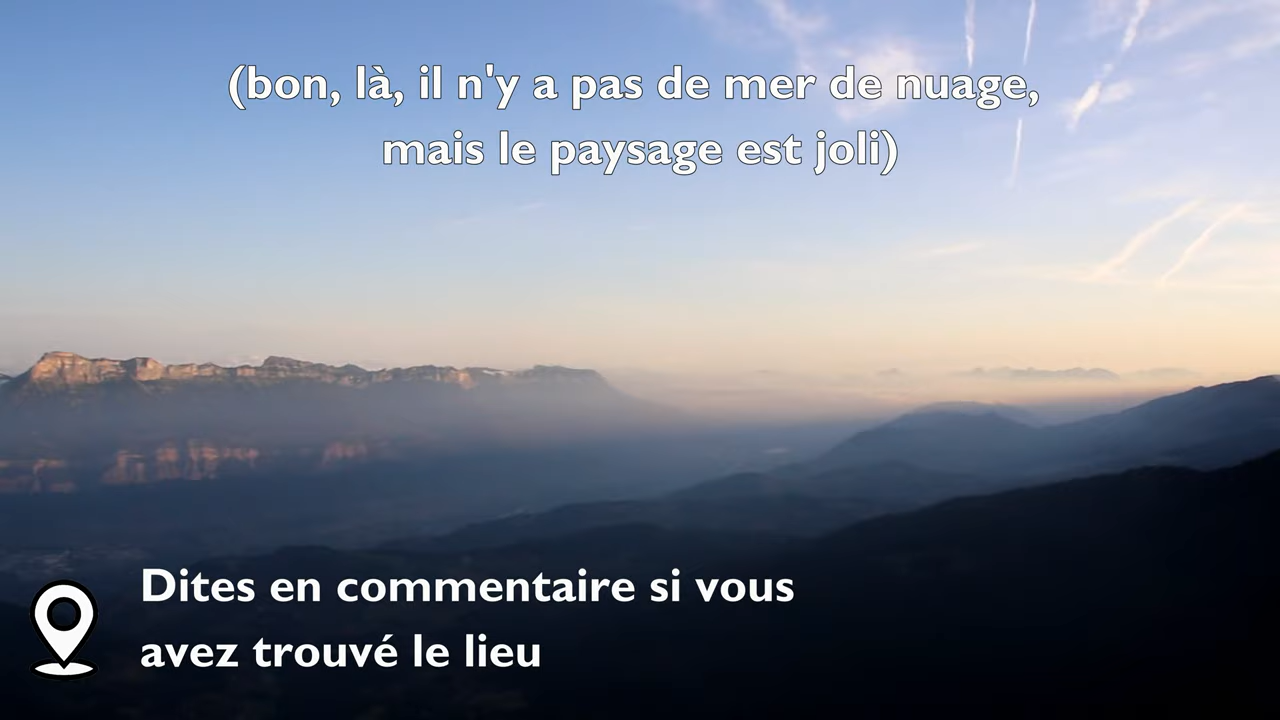 (bon, là, il n'y a pas de mer de nuage,
mais le paysage est joli)
Dites en commentaire si vous
avez trouvé le lieu